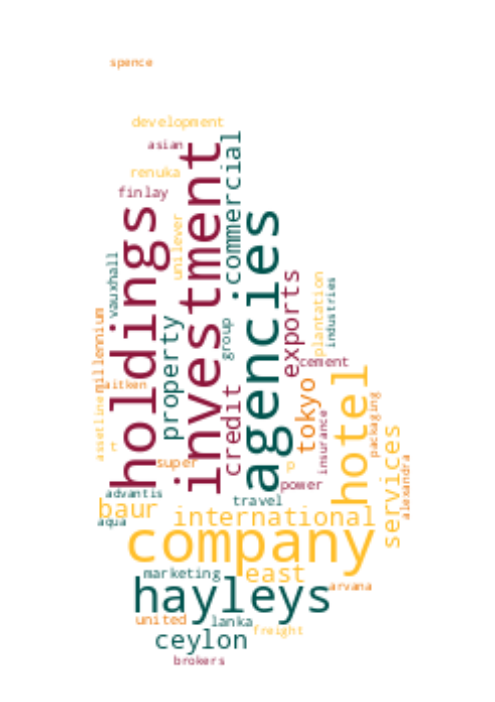 spence
development
asian
renuka
finlay
investment
.commercial
holdings
agencies
unilever
vauxhall
exports
plantation
industries
millennium
property
group
cement
aitken
tokyo
hotel
credit
assetline
t
super
p
insurance
packaging
services
alexandra
power
advantis
travel
baur
aqua
international
company
marketing
east
hayleys
arvana
united
lanka
freight
ceylon
brokers